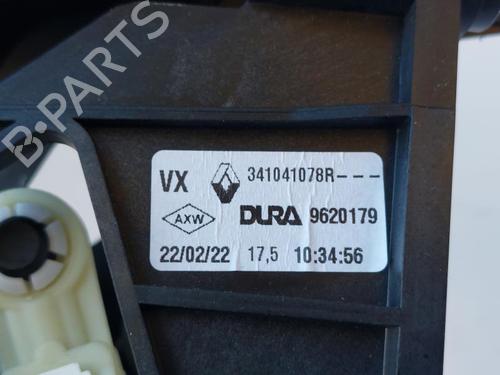 VX 341041078R---
AXW DURA 9620179
22/02/22 17,5 10:34:56
B-PARTS